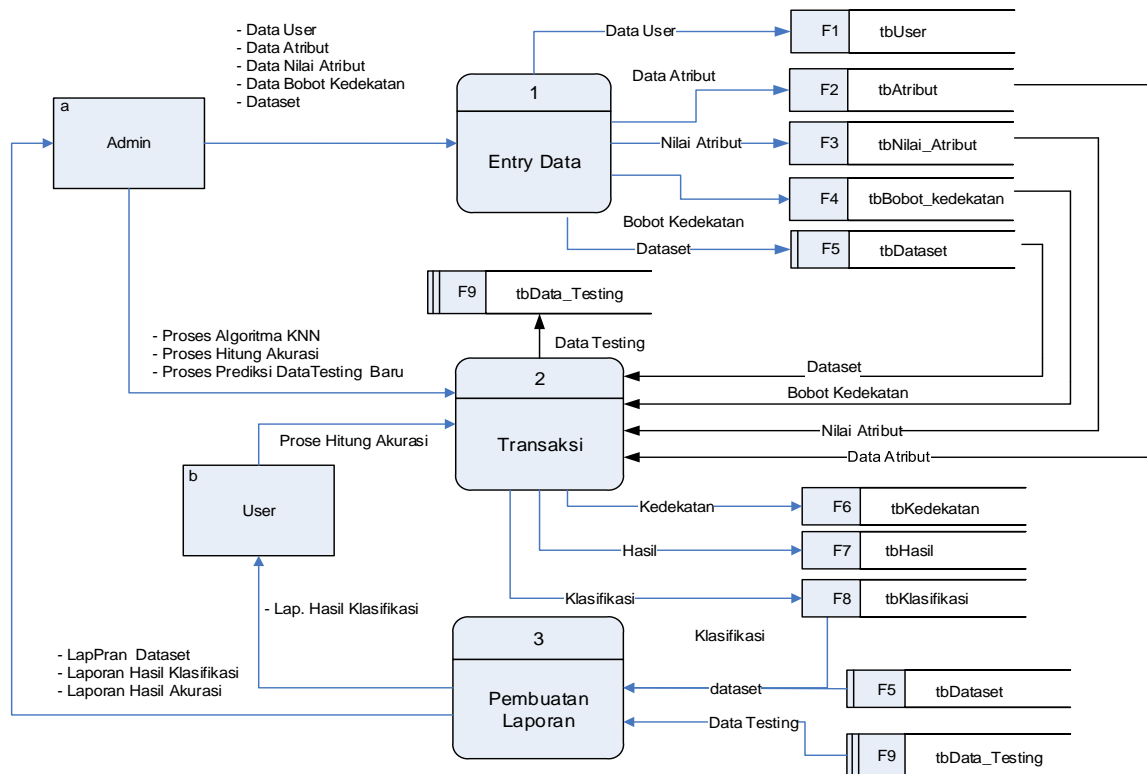 - Data User
- Data Atribut
- Data Nilai Atribut
- Data Bobot Kedekatan
- Dataset
a
Admin
1
Entry Data
Data User
Data Atribut
Nilai Atribut
Bobot Kedekatan
Dataset
F1 tbUser
F2 tbAtribut
F3 tbNilai_Atribut
F4 tbBobot_kedekatan
F5 tbDataset
F9 tbData_Testing
Data Testing
- Proses Algoritma KNN
- Proses Hitung Akurasi
- Proses Prediksi DataTesting Baru
2
Transaksi
Dataset
Bobot Kedekatan
Nilai Atribut
Data Atribut
Prose Hitung Akurasi
b
User
Kedekatan
Hasil
Klasifikasi
F6 tbKedekatan
F7 tbHasil
F8 tbKlasifikasi
- Lap. Hasil Klasifikasi
- LapPran Dataset
- Laporan Hasil Klasifikasi
- Laporan Hasil Akurasi
3
Pembuatan
Laporan
Klasifikasi
dataset
Data Testing
F5 tbDataset
F9 tbData_Testing